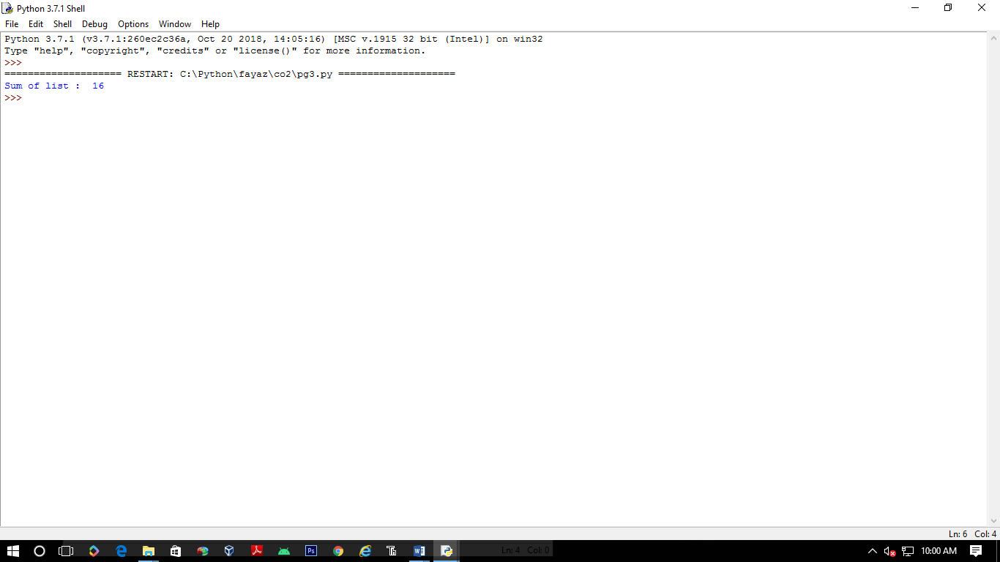 Python 3.7.1 Shell
File Edit Shell Debug Options Window Help
Python 3.7.1 (v3.7.1:260ec2c36a, Oct 20 2018, 14:05:16) [MSC v.1915 32 bit (Intel)] on win32
Type "help", "copyright", "credits" or "license()" for more information.
>>>
==================== RESTART: C:\Python\fayaz\co2\pg3.py ====================
Sum of list :  16
>>>
Ln: 6 Col: 4
Ps
Ln: 4 Col: 0
10:00 AM